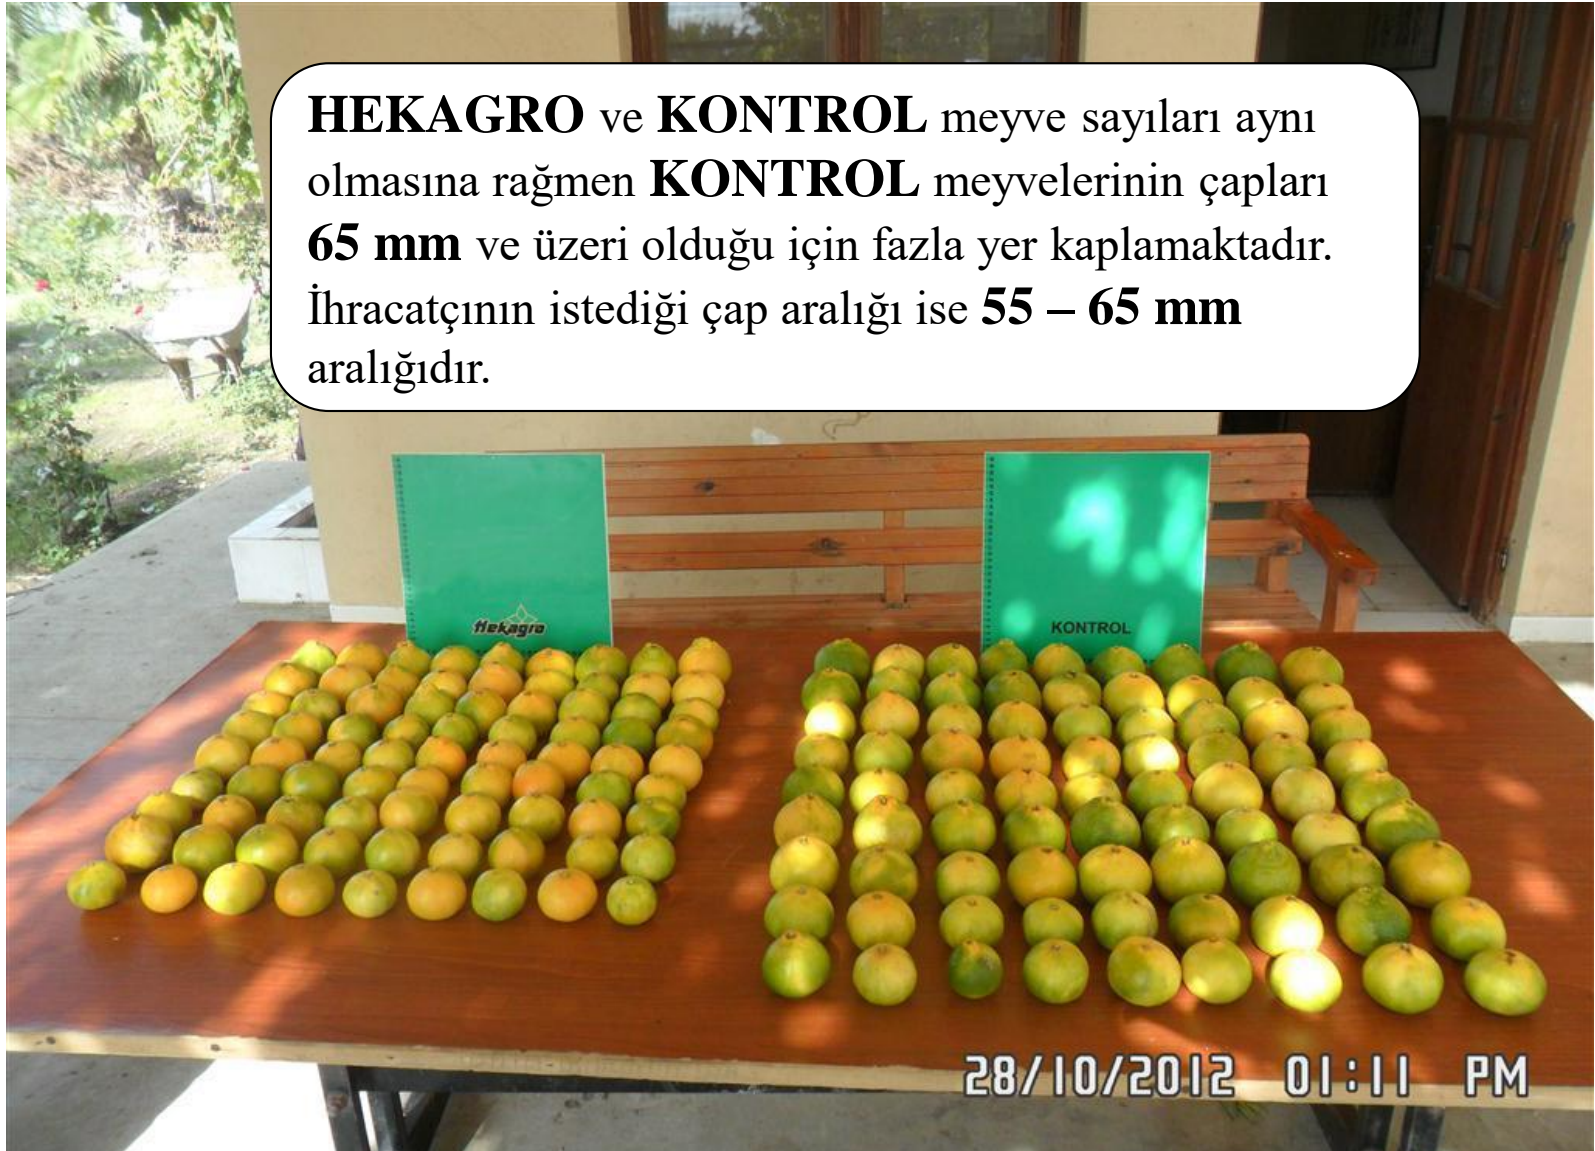 HEKAGRO ve KONTROL meyve sayıları aynı
olmasına rağmen KONTROL meyvelerinin çapları
65 mm ve üzeri olduğu için fazla yer kaplamaktadır.
İhracatçının istediği çap aralığı ise 55 – 65 mm
aralığıdır.
Hekagro
KONTROL
28/10/2012 01:11 PM